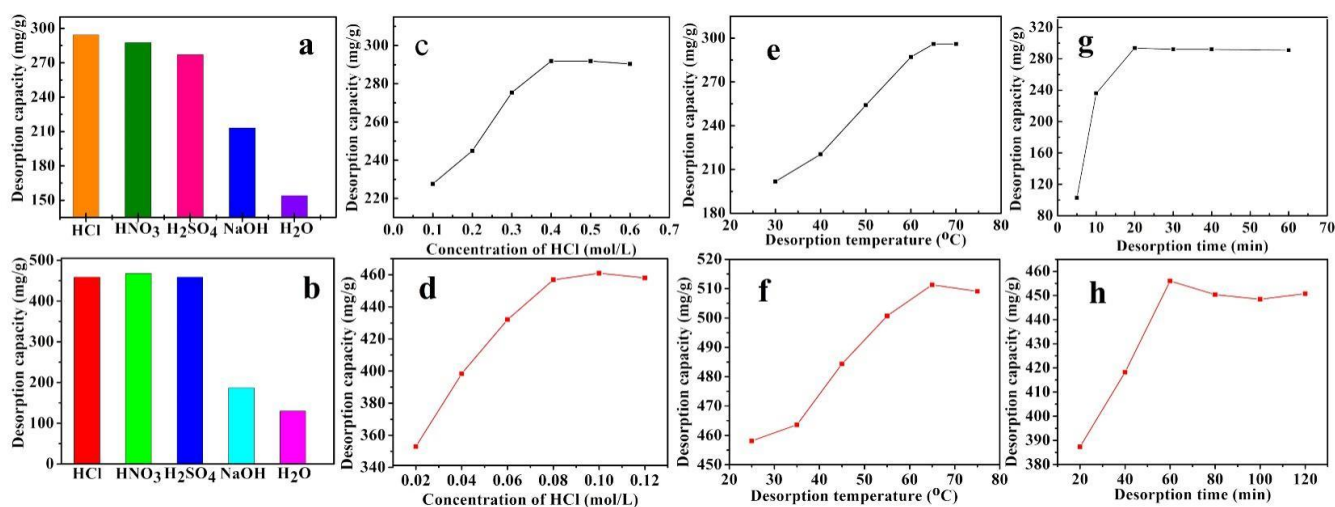 a
Desorption capacity (mg/g)
300
270
240
210
180
150
HCl HNO3 H2SO4 NaOH H2O
c
Desorption capacity (mg/g)
300
280
260
240
220
0.0 0.1 0.2 0.3 0.4 0.5 0.6 0.7
Concentration of HCl (mol/L)
e
Desorption capacity (mg/g)
300
270
240
210
180
20 30 40 50 60 70 80
Desorption temperature (°C)
g
Desorption capacity (mg/g)
320
280
240
200
160
120
80
0 10 20 30 40 50 60 70
Desorption time (min)
b
Desorption capacity (mg/g)
500
400
300
200
100
0
HCl HNO3 H2SO4 NaOH H2O
d
Desorption capacity (mg/g)
460
440
420
400
380
360
340
0.02 0.04 0.06 0.08 0.10 0.12
Concentration of HCl (mol/L)
f
Desorption capacity (mg/g)
520
510
500
490
480
470
460
450
20 30 40 50 60 70 80
Desorption temperature (°C)
h
Desorption capacity (mg/g)
460
450
440
430
420
410
400
390
380
20 40 60 80 100 120
Desorption time (min)